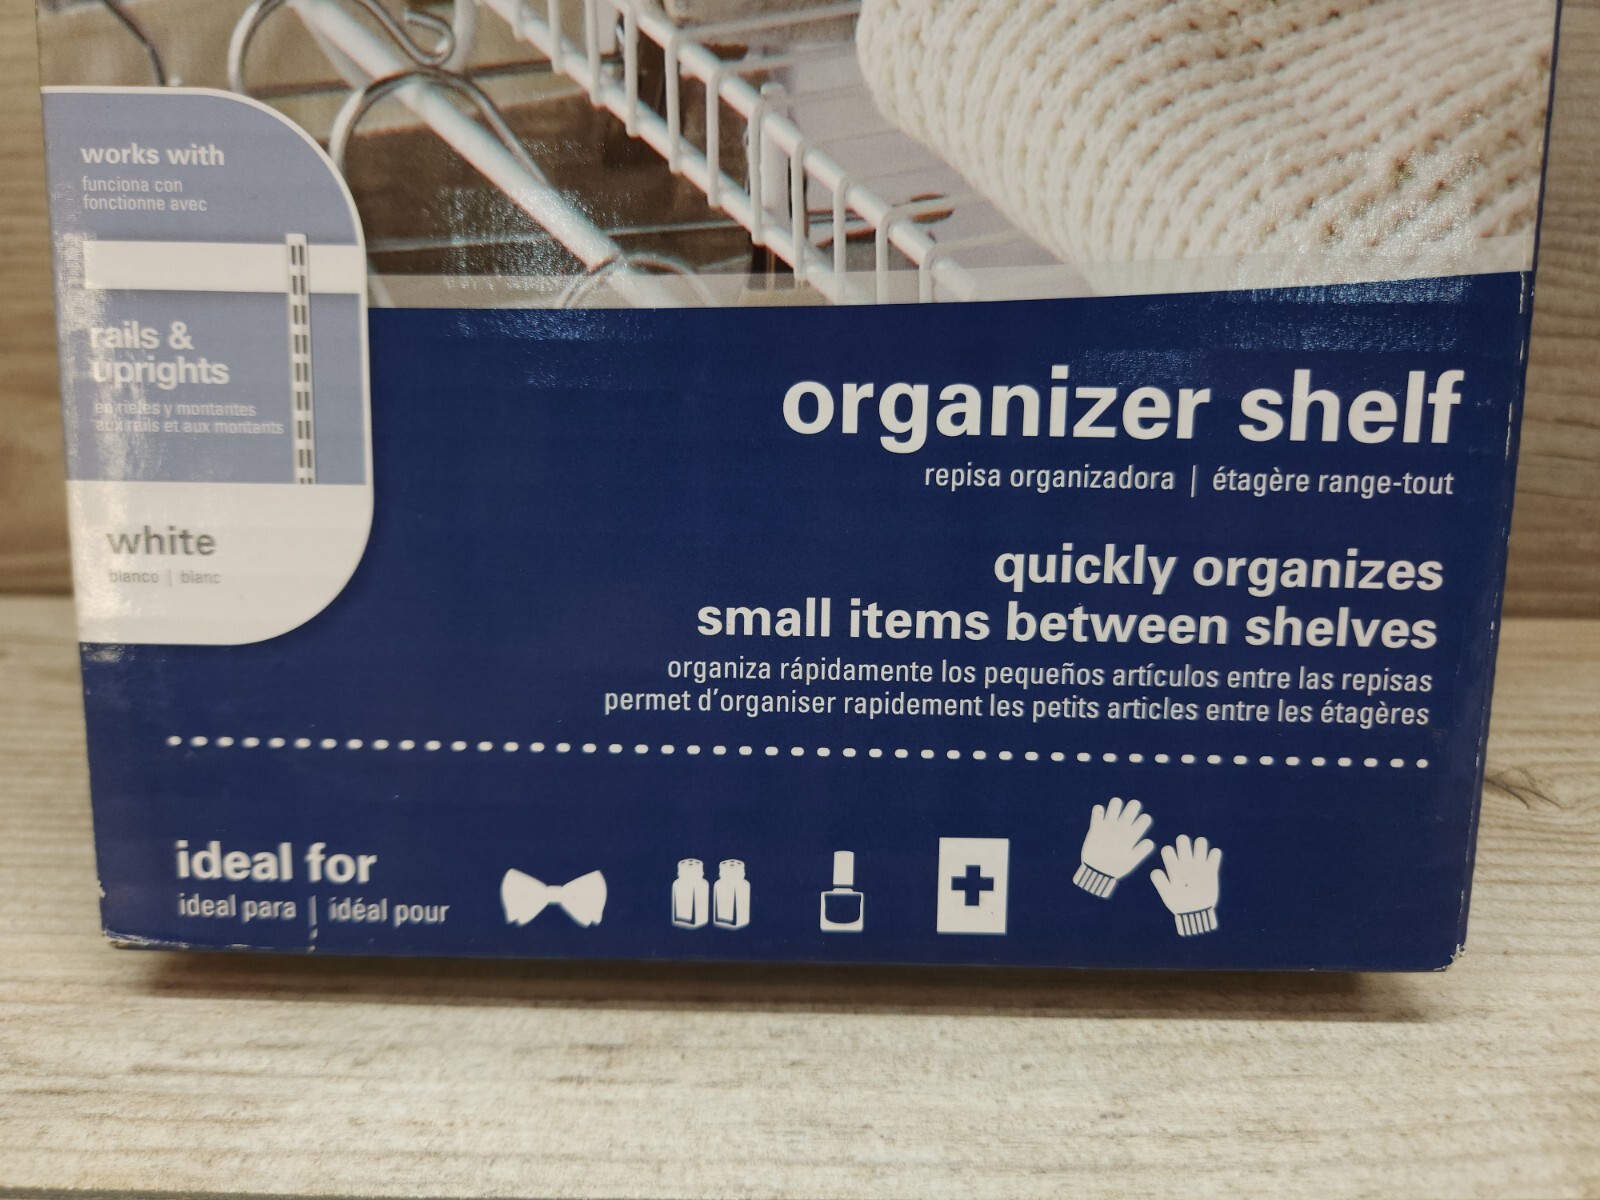 works with
funciona con
fonctionne avec
rails &
uprights
en rieles y montantes
aux rails et aux montants
white
blanco | blanc
organizer shelf
repisa organizadora | étagère range-tout
quickly organizes
small items between shelves
organiza rápidamente los pequeños artículos entre las repisas
permet d'organiser rapidement les petits articles entre les étagères
ideal for
ideal para | idéal pour